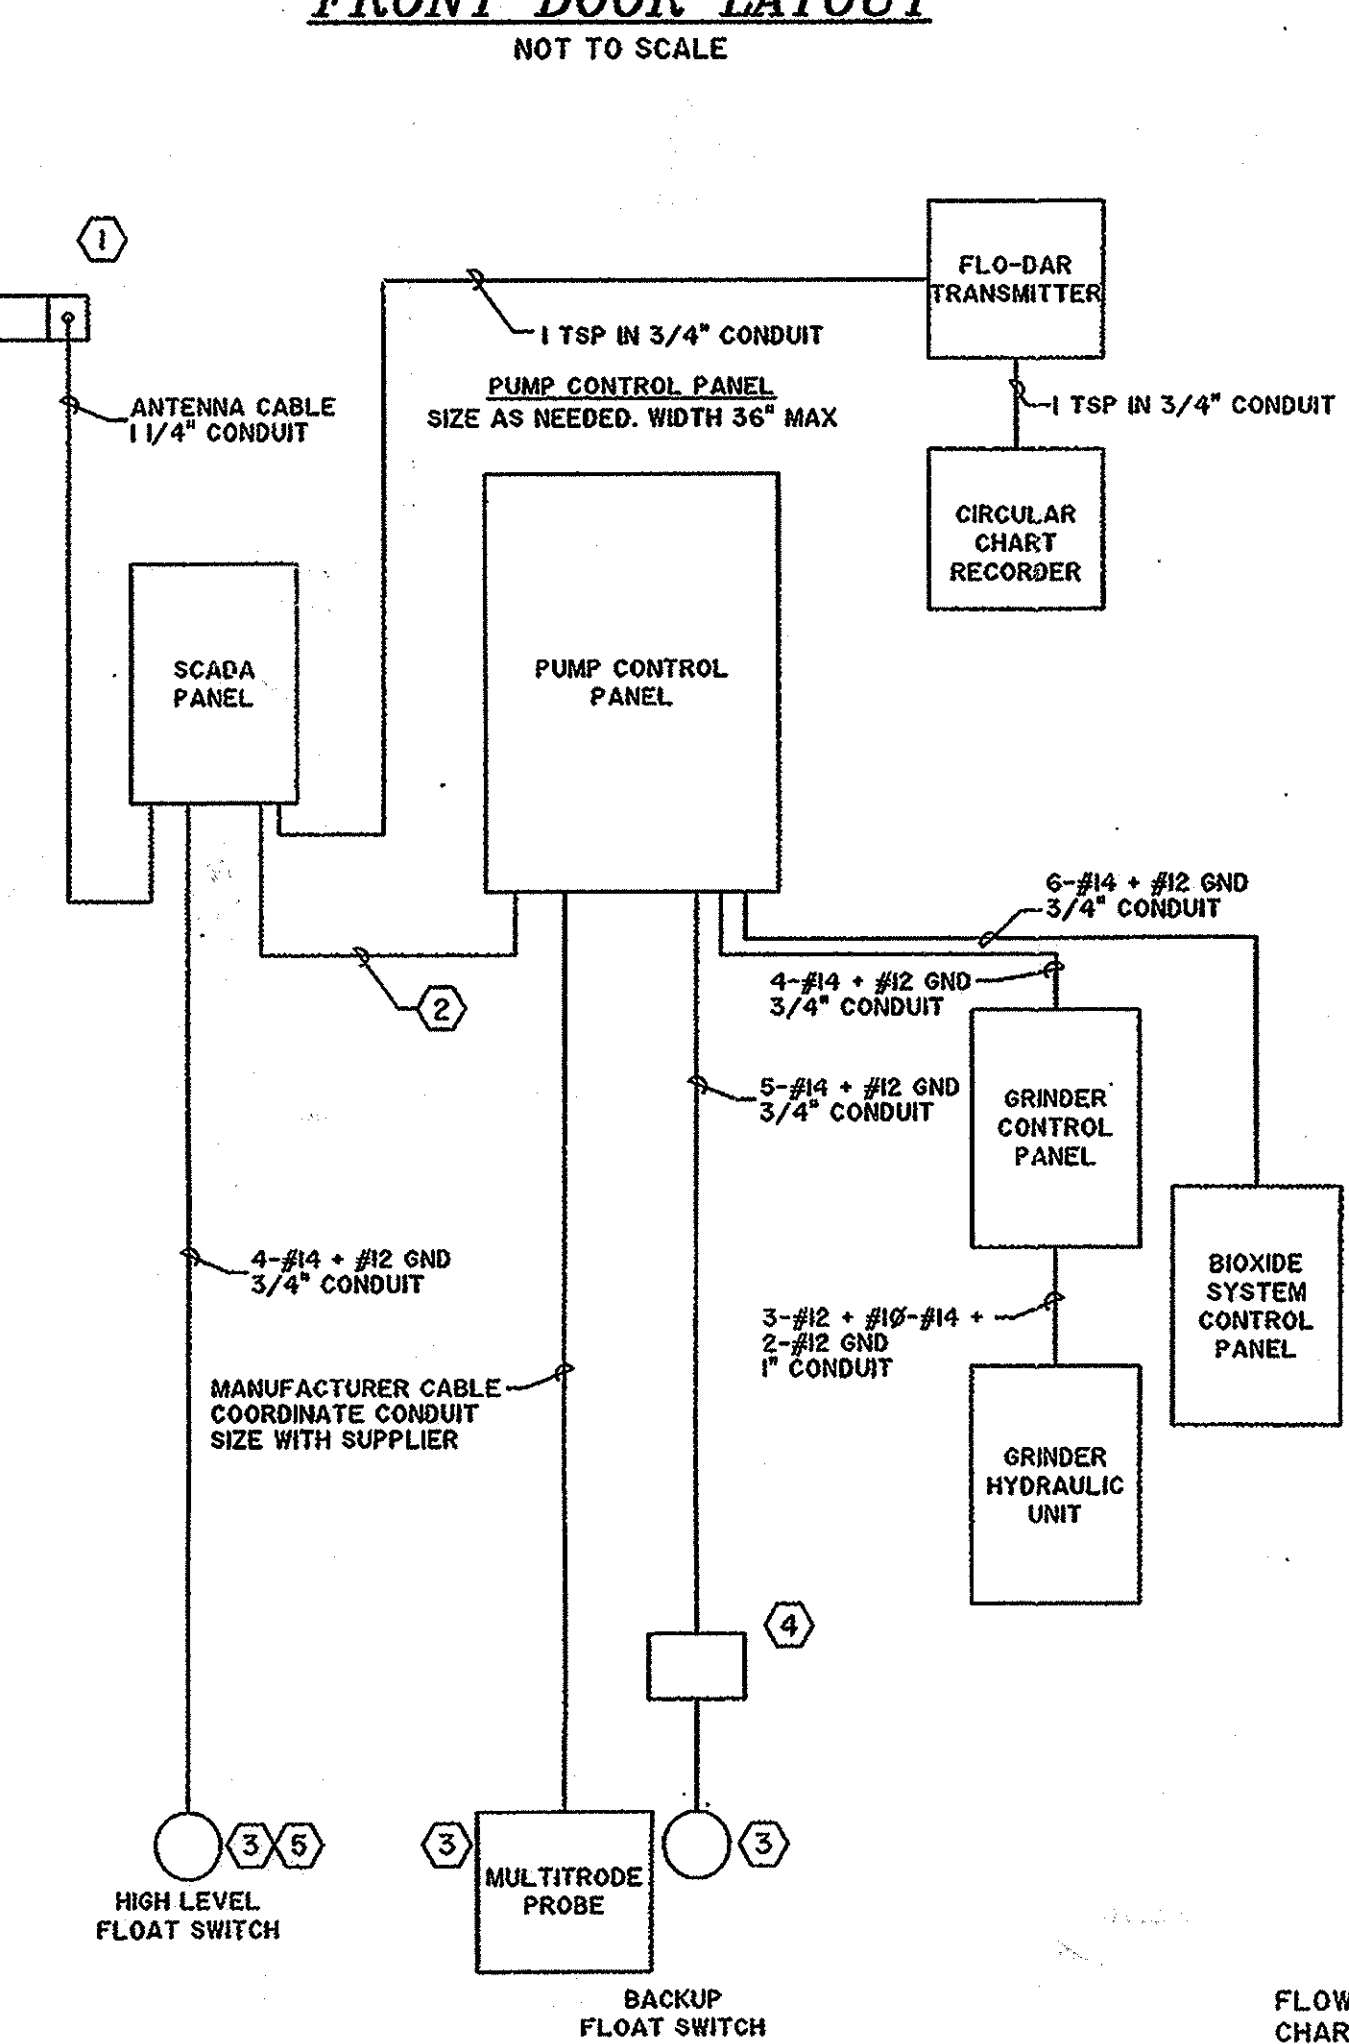 FRONT DOOR LAYOUT
NOT TO SCALE
1
FLO-DAR
TRANSMITTER
1 TSP IN 3/4" CONDUIT
PUMP CONTROL PANEL
SIZE AS NEEDED. WIDTH 36" MAX
ANTENNA CABLE
1 1/4" CONDUIT
1 TSP IN 3/4" CONDUIT
CIRCULAR
CHART
RECORDER
SCADA
PANEL
PUMP CONTROL
PANEL
6-#14 + #12 GND
3/4" CONDUIT
4-#14 + #12 GND
3/4" CONDUIT
2
5-#14 + #12 GND
3/4" CONDUIT
GRINDER
CONTROL
PANEL
4-#14 + #12 GND
3/4" CONDUIT
BIOXIDE
SYSTEM
CONTROL
PANEL
3-#12 + #10-#14 +
2-#12 GND
1" CONDUIT
MANUFACTURER CABLE
COORDINATE CONDUIT
SIZE WITH SUPPLIER
GRINDER
HYDRAULIC
UNIT
4
3
5
3
3
MULTITRODE
PROBE
HIGH LEVEL
FLOAT SWITCH
BACKUP
FLOAT SWITCH
FLOW
CHAR